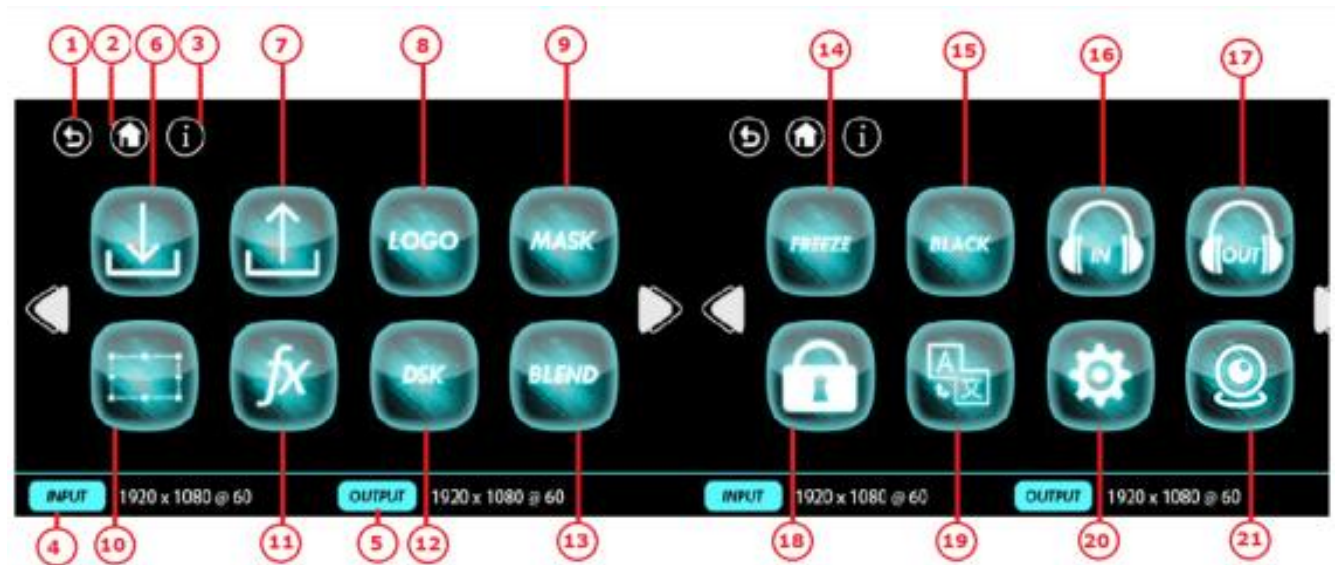 1 2 6 3 7 8 9 14 15 16 17
i i
LOGO MASK FREEZE BLACK IN OUT
fx DSK BLEND A 文
INPUT 1920 x 1080 @ 60 OUTPUT 1920 x 1080 @ 60 INPUT 1920 x 1080 @ 60 OUTPUT 1920 x 1080 @ 60
4 10 11 5 12 13 18 19 20 21